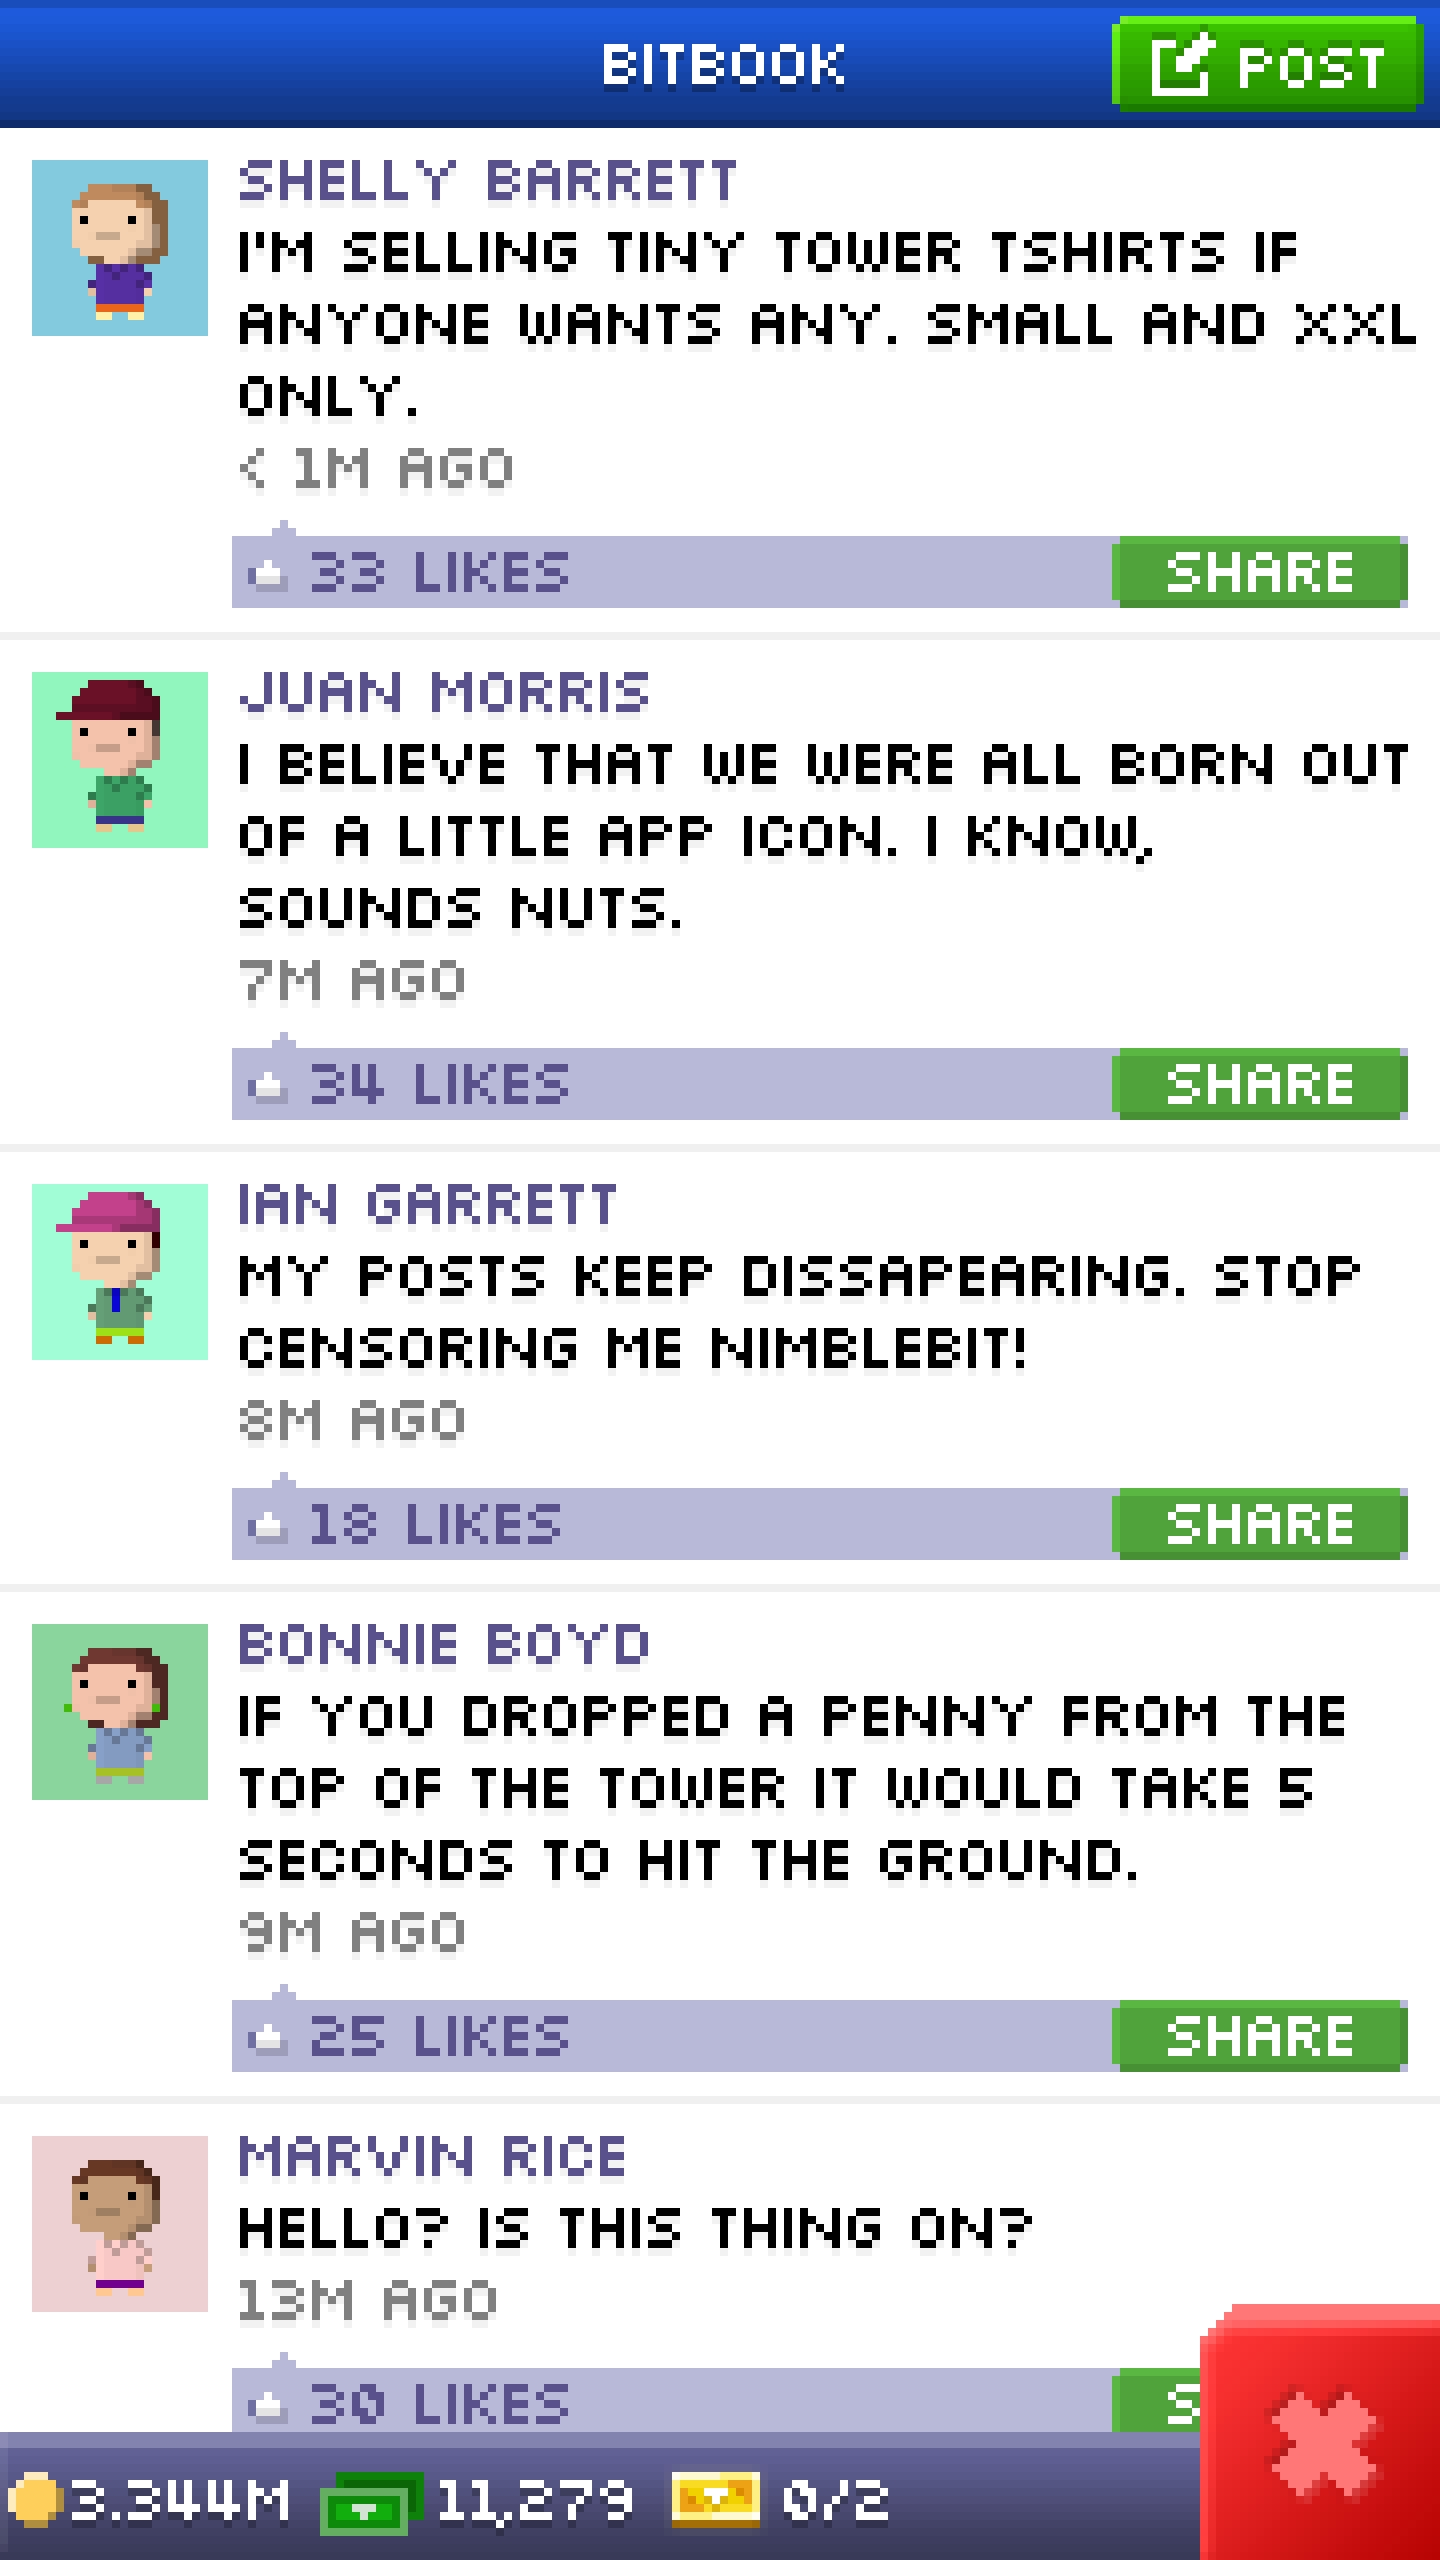 BITBOOK
POST
SHELLY BARRETT
I'M SELLING TINY TOWER TSHIRTS IF
ANYONE WANTS ANY. SMALL AND XXL
ONLY.
< 1M AGO
33 LIKES
SHARE
JUAN MORRIS
I BELIEVE THAT WE WERE ALL BORN OUT
OF A LITTLE APP ICON. I KNOW,
SOUNDS NUTS.
7M AGO
34 LIKES
SHARE
IAN GARRETT
MY POSTS KEEP DISSAPEARING. STOP
CENSORING ME NIMBLEBIT!
8M AGO
18 LIKES
SHARE
BONNIE BOYD
IF YOU DROPPED A PENNY FROM THE
TOP OF THE TOWER IT WOULD TAKE 5
SECONDS TO HIT THE GROUND.
9M AGO
25 LIKES
SHARE
MARVIN RICE
HELLO? IS THIS THING ON?
13M AGO
30 LIKES
3.344M 11,279 0/2